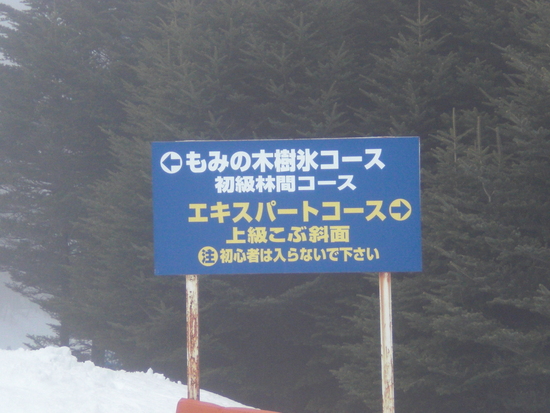 ←もみの木樹氷コース
初級林間コース
エキスパートコース→
上級こぶ斜面
注 初心者は入らないで下さい